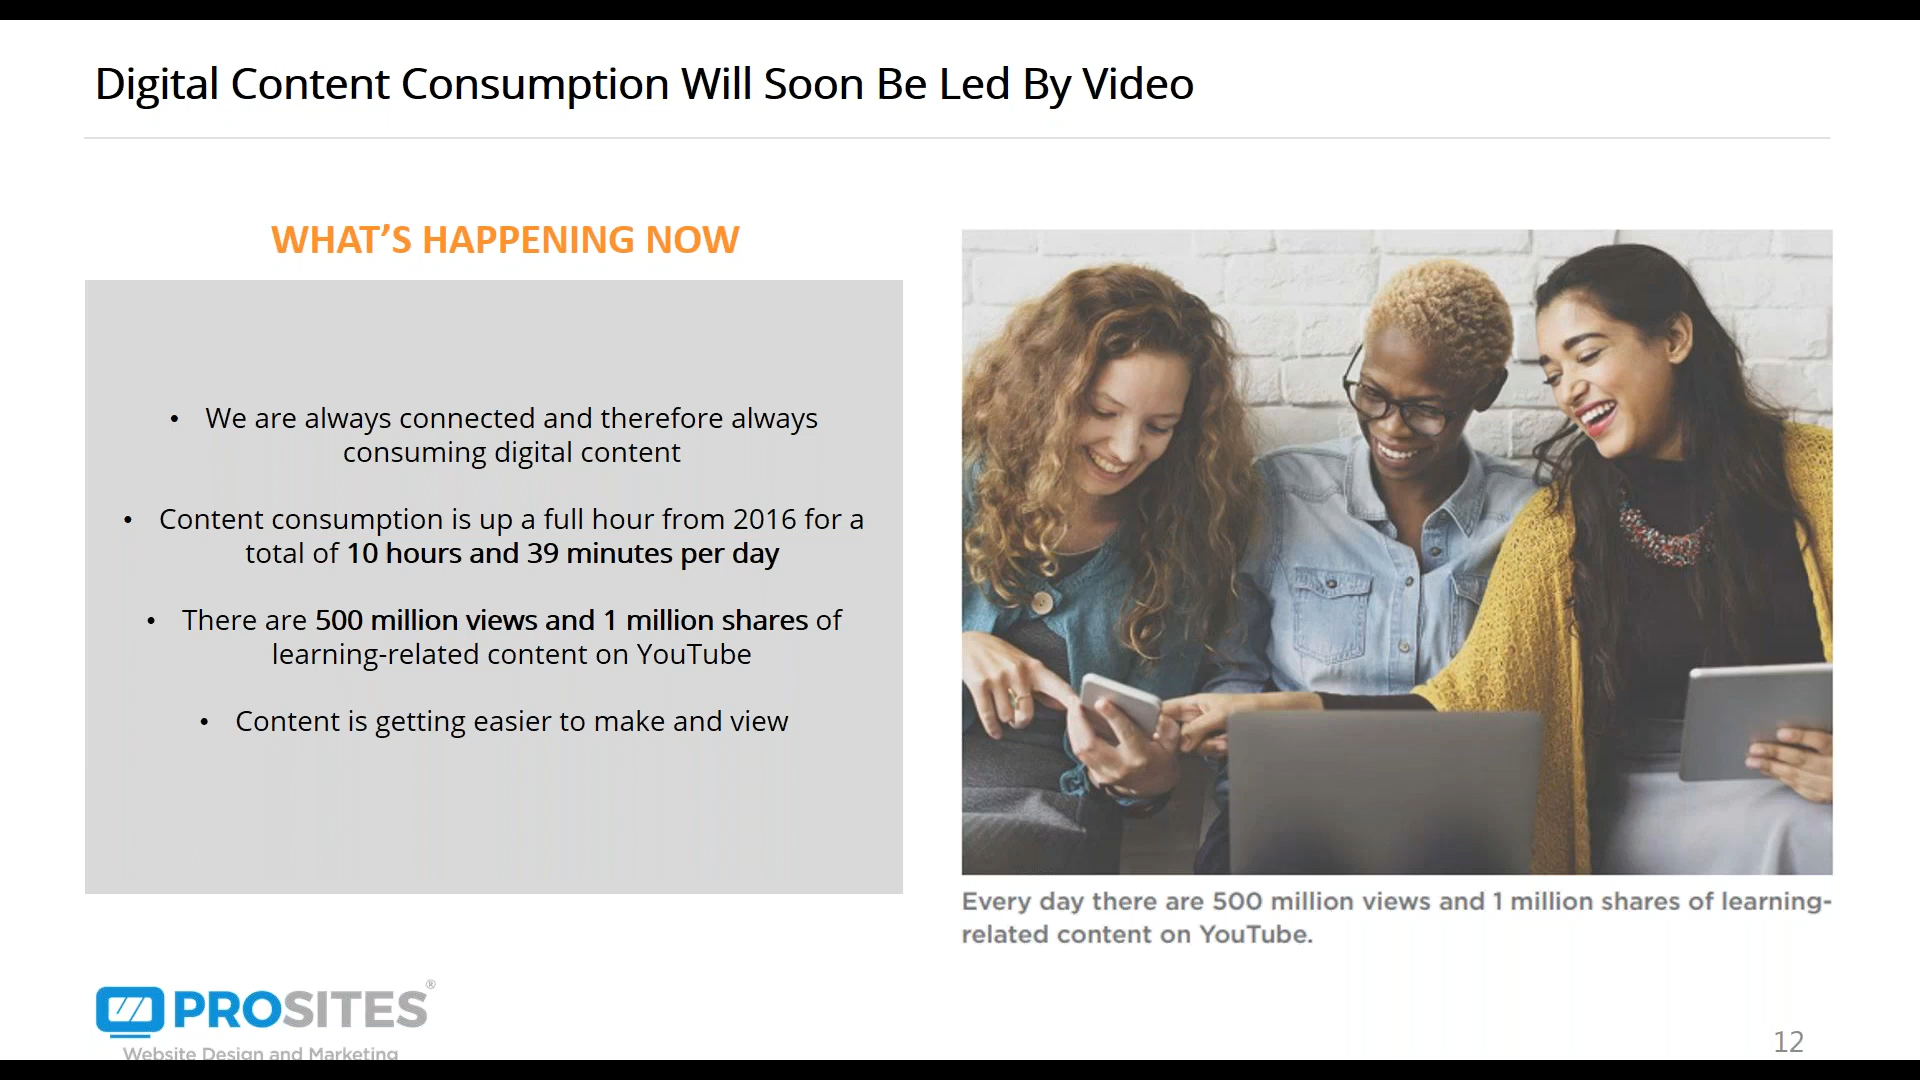 Digital Content Consumption Will Soon Be Led By Video
WHAT’S HAPPENING NOW
• We are always connected and therefore always
consuming digital content
• Content consumption is up a full hour from 2016 for a
total of 10 hours and 39 minutes per day
• There are 500 million views and 1 million shares of
learning-related content on YouTube
• Content is getting easier to make and view
Every day there are 500 million views and 1 million shares of learning-
related content on YouTube.
PROSITES®
Website Design and Marketing
12